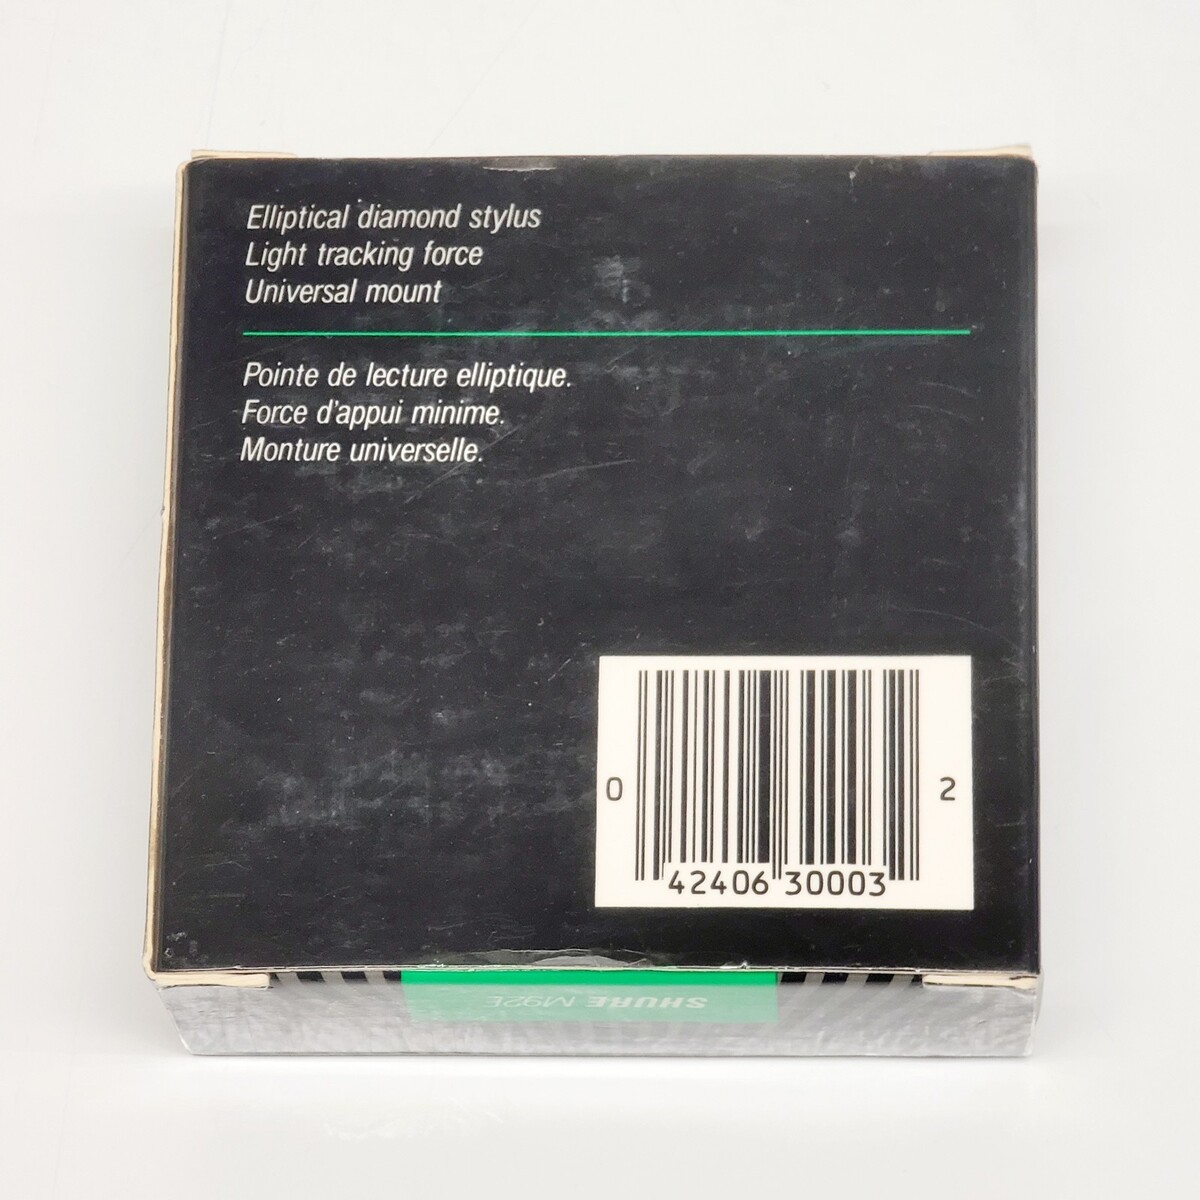 Elliptical diamond stylus
Light tracking force
Universal mount
Pointe de lecture elliptique.
Force d'appui minime.
Monture universelle.
0 42406 30003 2
SHURE M92E